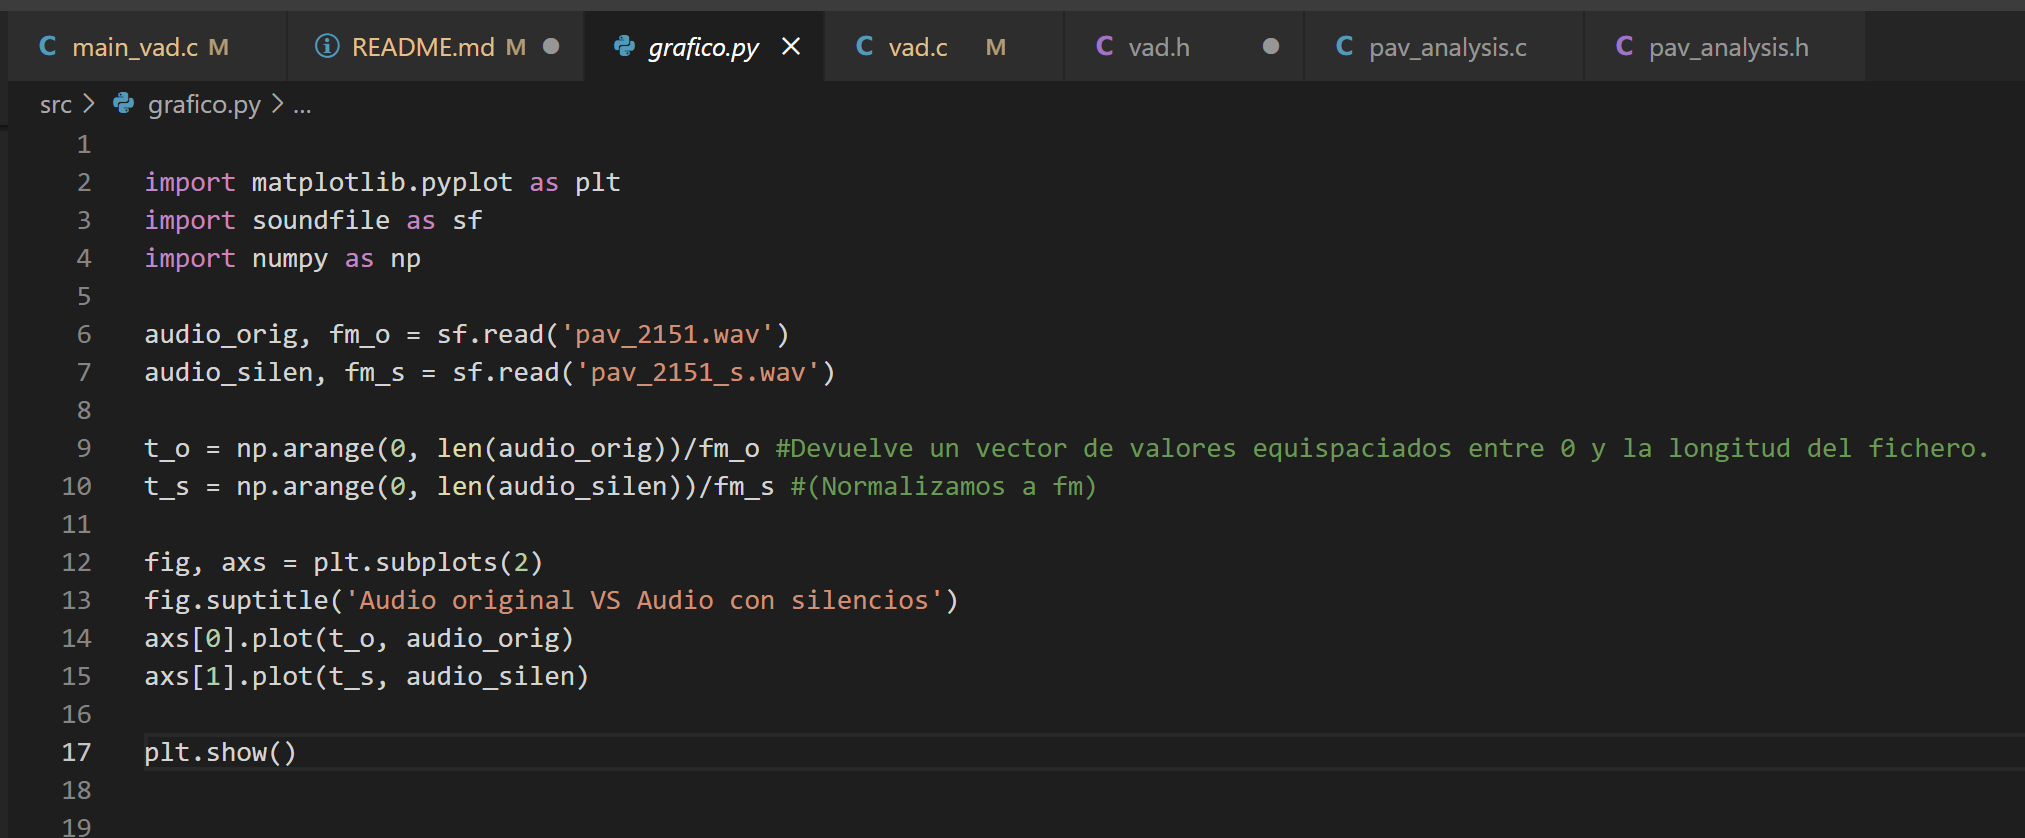 C main_vad.c M README.md M grafico.py C vad.c M C vad.h C pav_analysis.c C pav_analysis.h
src > grafico.py > ...
1
2 import matplotlib.pyplot as plt
3 import soundfile as sf
4 import numpy as np
5
6 audio_orig, fm_o = sf.read('pav_2151.wav')
7 audio_silen, fm_s = sf.read('pav_2151_s.wav')
8
9 t_o = np.arange(0, len(audio_orig))/fm_o #Devuelve un vector de valores equispaciados entre 0 y la longitud del fichero.
10 t_s = np.arange(0, len(audio_silen))/fm_s #(Normalizamos a fm)
11
12 fig, axs = plt.subplots(2)
13 fig.suptitle('Audio original VS Audio con silencios')
14 axs[0].plot(t_o, audio_orig)
15 axs[1].plot(t_s, audio_silen)
16
17 plt.show()
18
19